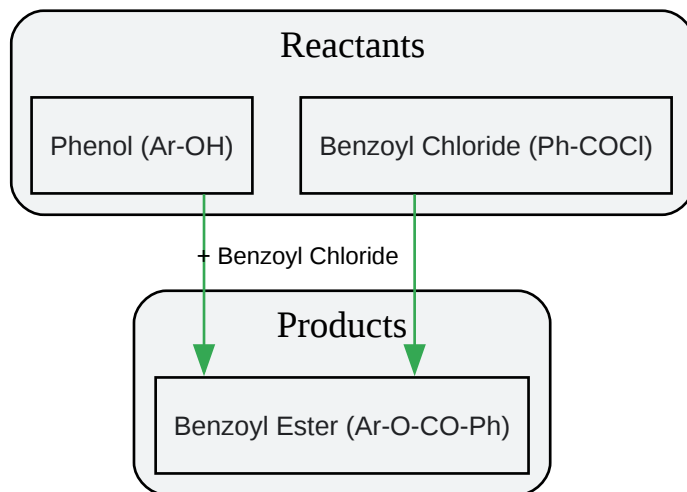 Reactants
Phenol (Ar-OH)
Benzoyl Chloride (Ph-COCl)
+ Benzoyl Chloride
Products
Benzoyl Ester (Ar-O-CO-Ph)